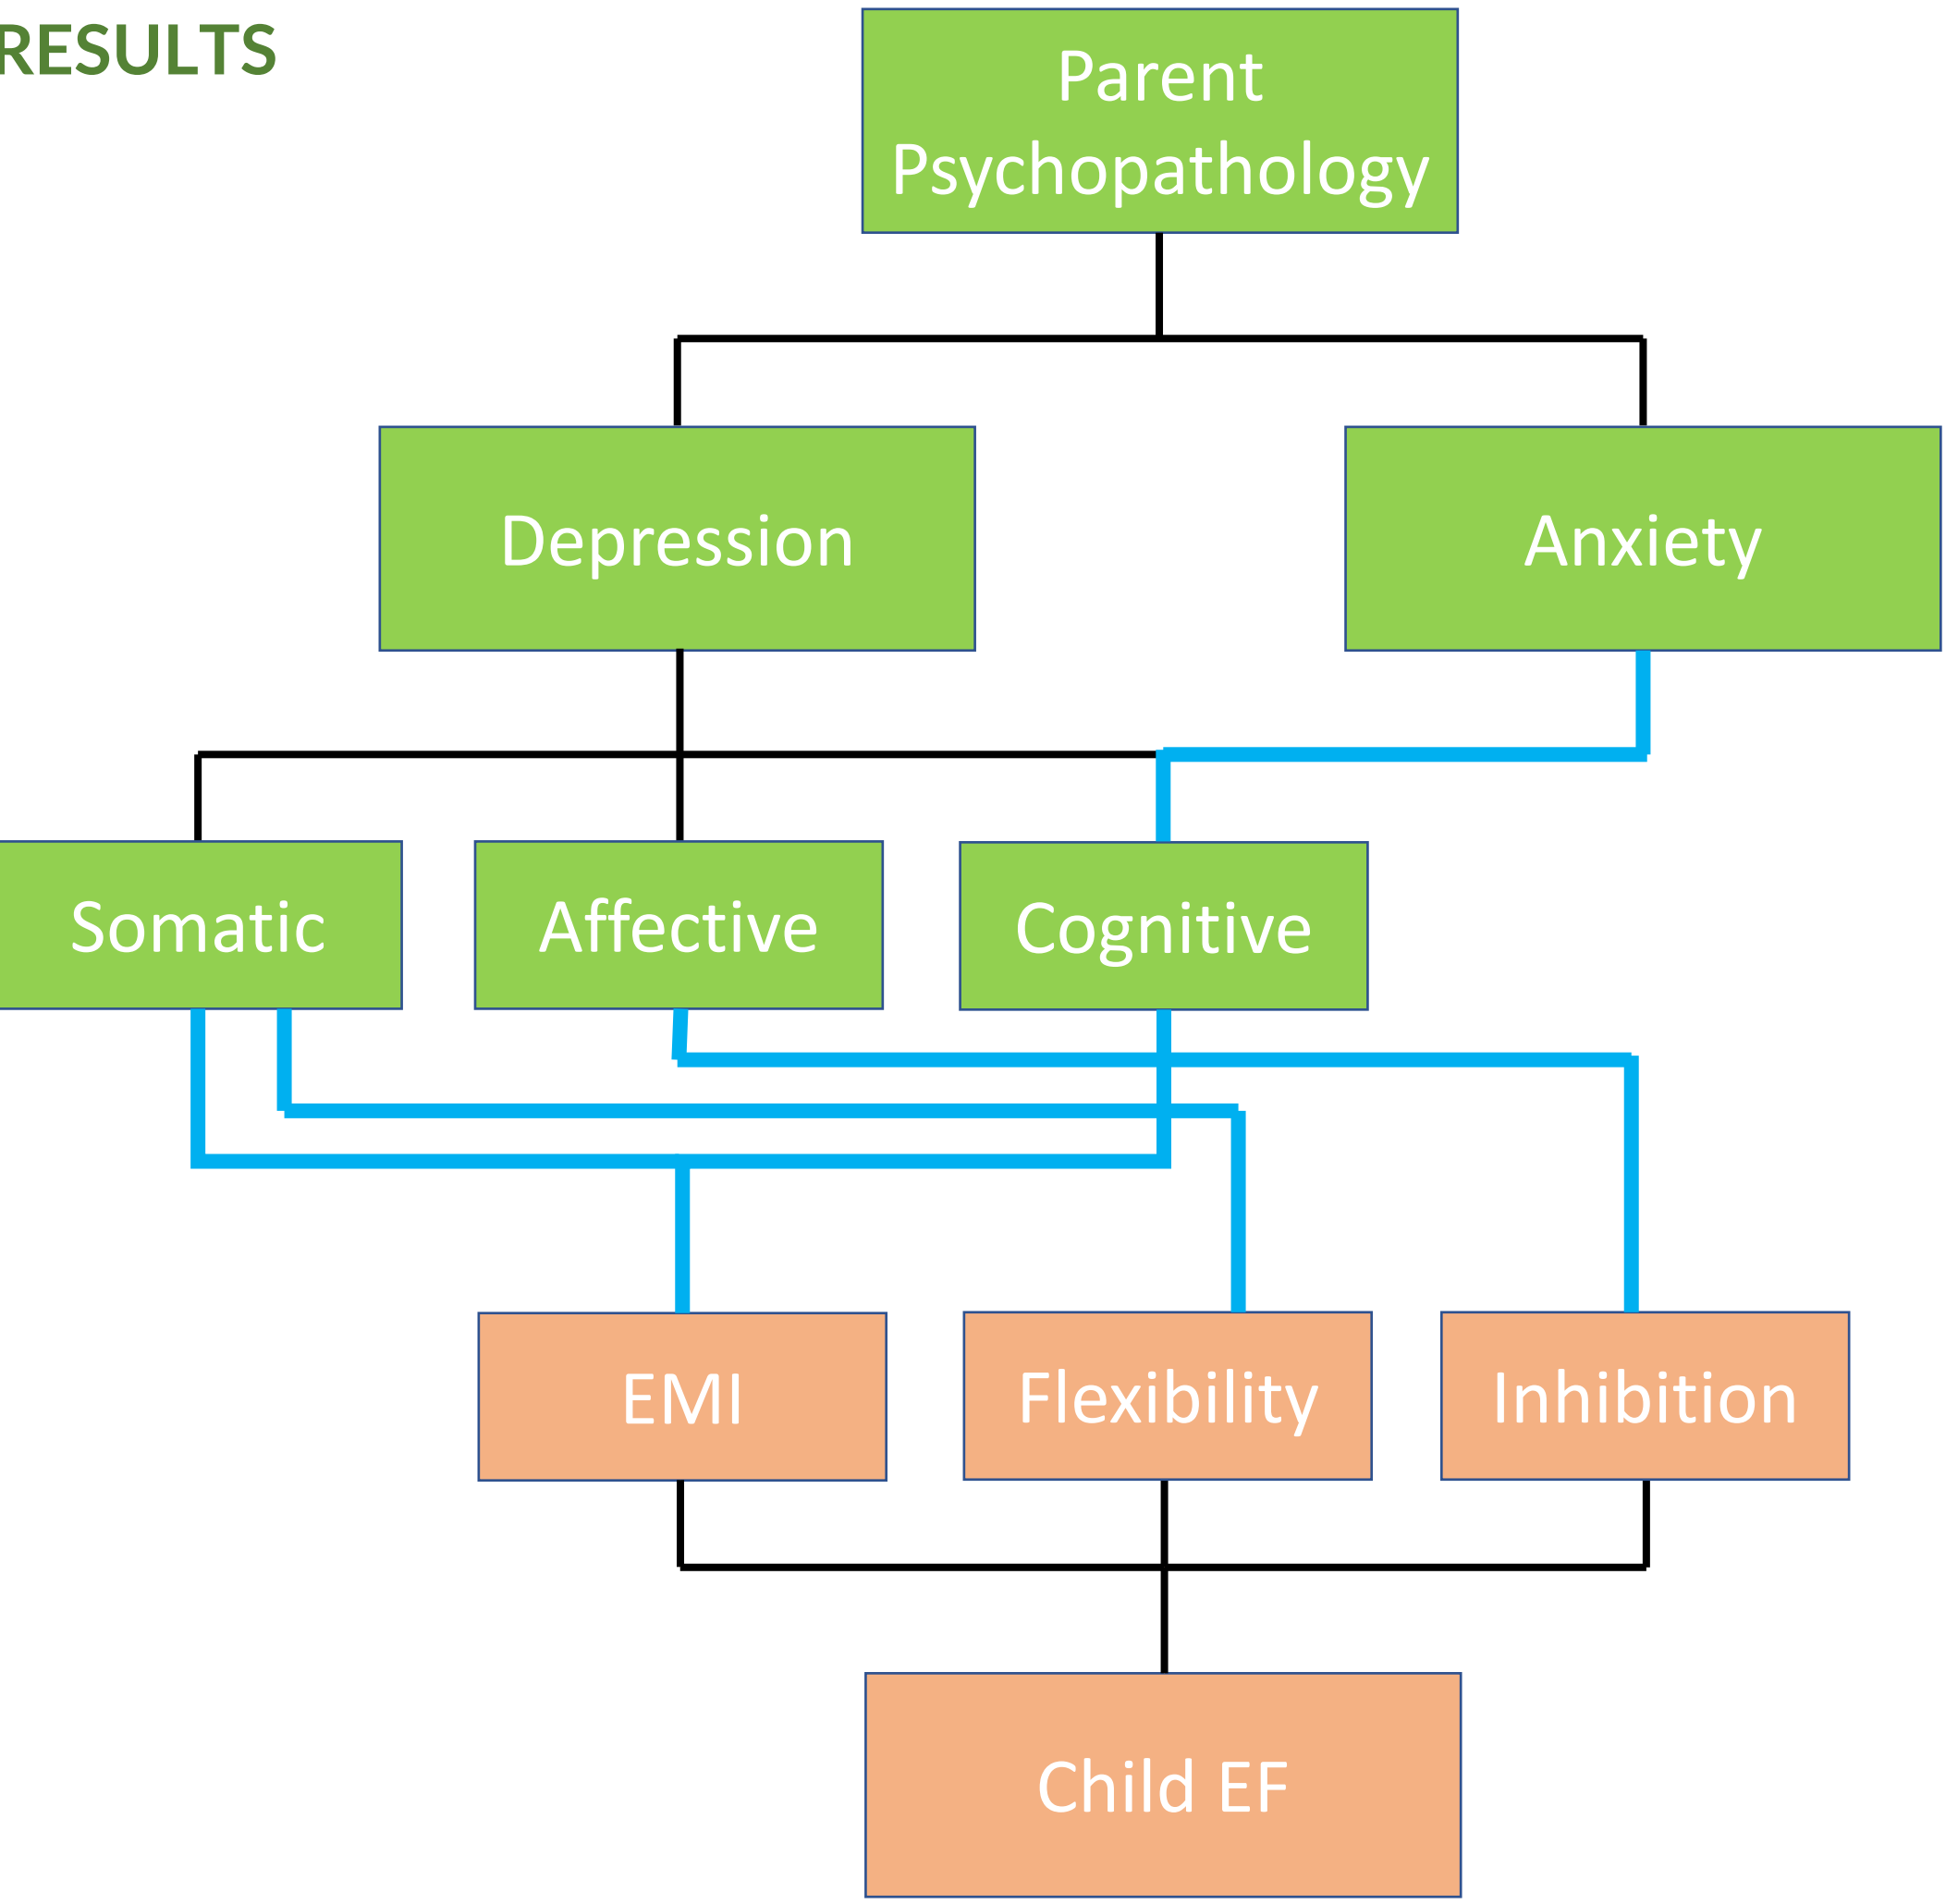 RESULTS
Parent
Psychopathology
Depression
Anxiety
Somatic
Affective
Cognitive
EMI
Flexibility
Inhibition
Child EF